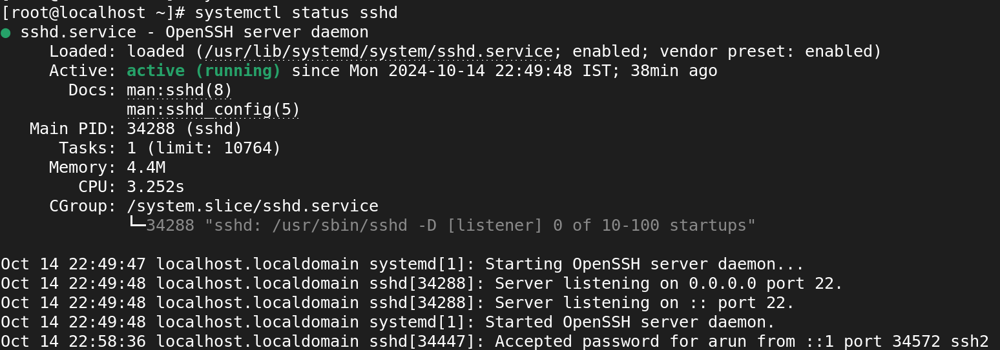 [root@localhost ~]# systemctl status sshd
● sshd.service - OpenSSH server daemon
     Loaded: loaded (/usr/lib/systemd/system/sshd.service; enabled; vendor preset: enabled)
     Active: active (running) since Mon 2024-10-14 22:49:48 IST; 38min ago
       Docs: man:sshd(8)
             man:sshd_config(5)
   Main PID: 34288 (sshd)
      Tasks: 1 (limit: 10764)
     Memory: 4.4M
        CPU: 3.252s
     CGroup: /system.slice/sshd.service
             └─34288 "sshd: /usr/sbin/sshd -D [listener] 0 of 10-100 startups"

Oct 14 22:49:47 localhost.localdomain systemd[1]: Starting OpenSSH server daemon...
Oct 14 22:49:48 localhost.localdomain sshd[34288]: Server listening on 0.0.0.0 port 22.
Oct 14 22:49:48 localhost.localdomain sshd[34288]: Server listening on :: port 22.
Oct 14 22:49:48 localhost.localdomain systemd[1]: Started OpenSSH server daemon.
Oct 14 22:58:36 localhost.localdomain sshd[34447]: Accepted password for arun from ::1 port 34572 ssh2